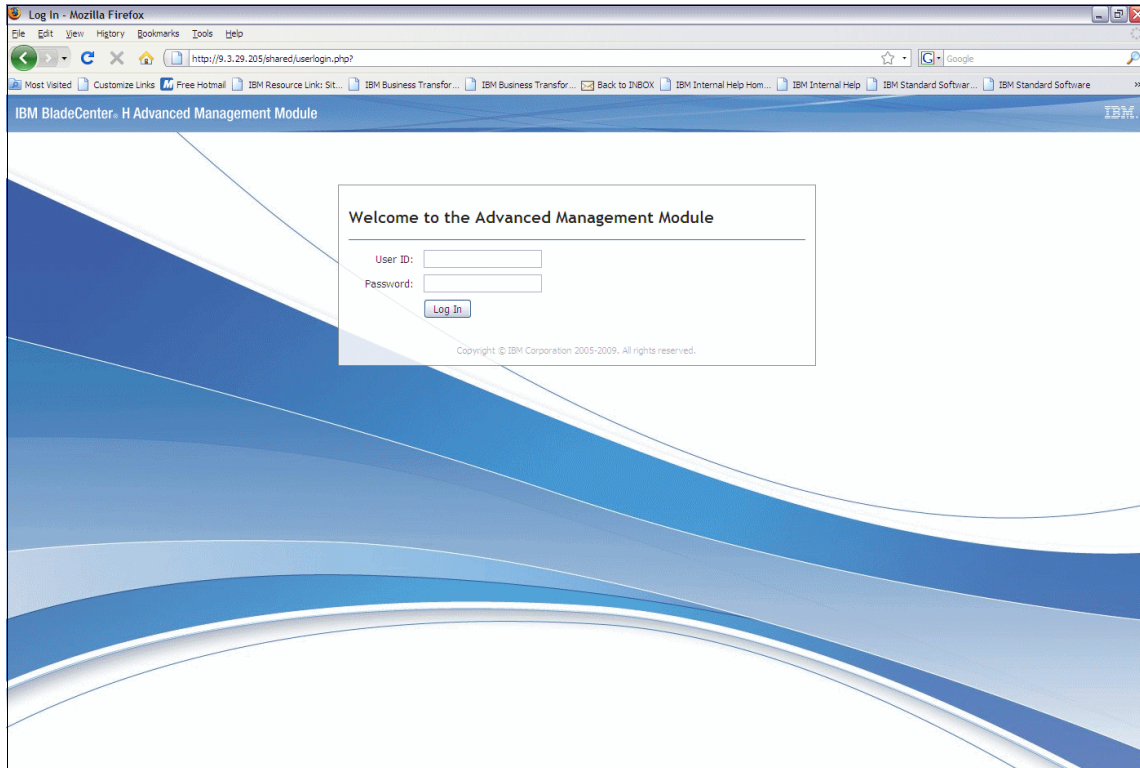 Log In - Mozilla Firefox
File Edit View History Bookmarks Tools Help
http://9.3.29.205/shared/userlogin.php?
G Google
Most Visited Customize Links Free Hotmail IBM Resource Link: Sit... IBM Business Transfor... IBM Business Transfor... Back to INBOX IBM Internal Help Hom... IBM Internal Help IBM Standard Softwar... IBM Standard Software »
IBM BladeCenter® H Advanced Management Module
IBM.
Welcome to the Advanced Management Module
User ID:
Password:
Log In
Copyright © IBM Corporation 2005-2009. All rights reserved.